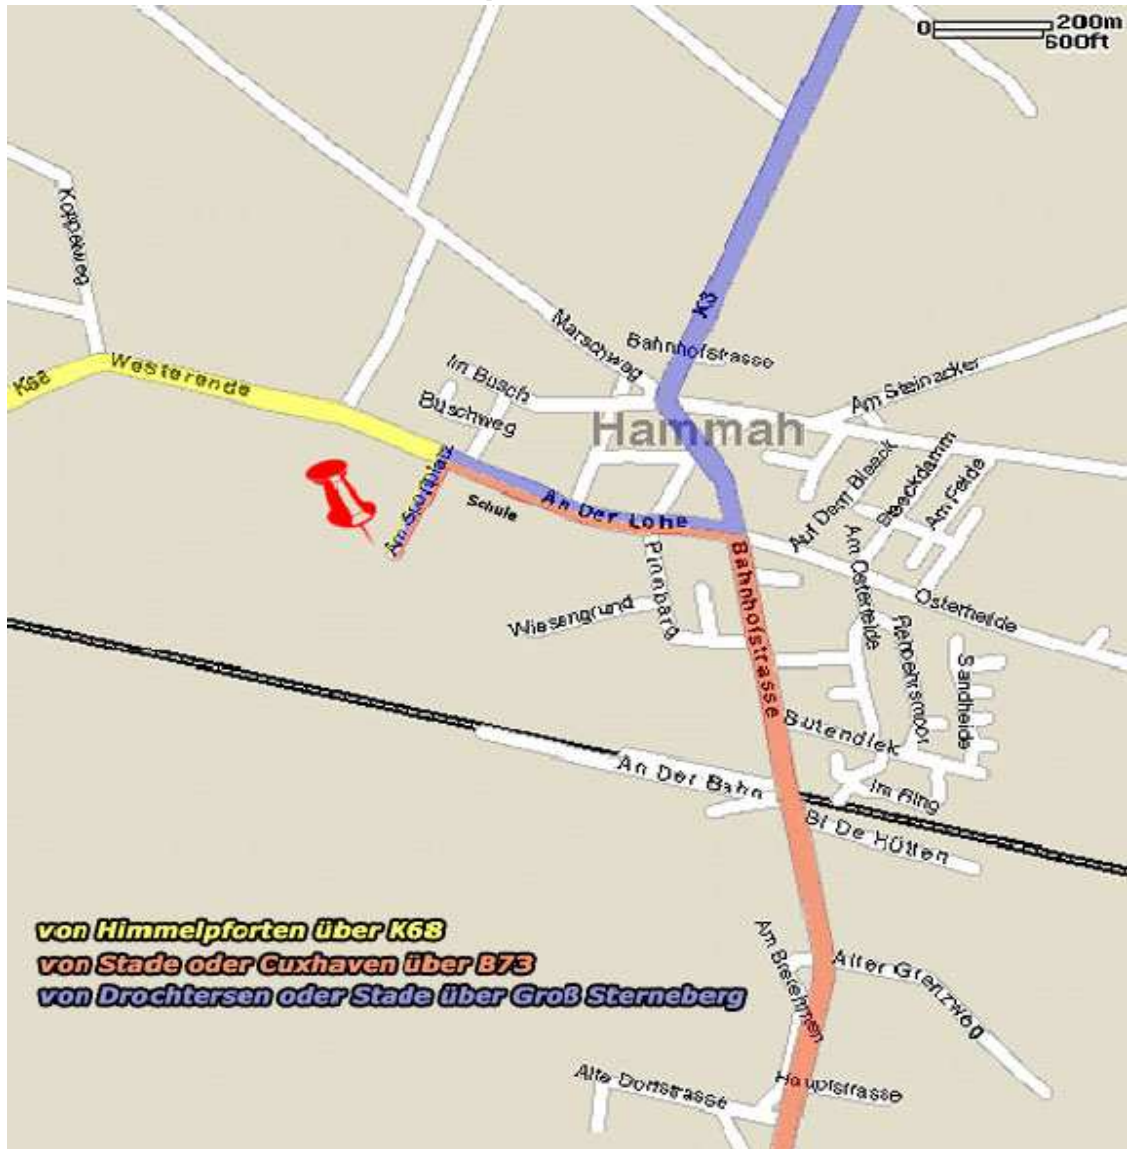 0 200m
600ft
Koppelweg
K3
Marschweg
Bahnhofstrasse
K68
Westerende
Im Busch
Am Steinacker
Buschweg
Hammah
Auf Dem Bleeck
Bleeckdamm
Am Felde
Am Sportplatz
Schule
An Der Lohe
Pinnbarg
Bahnhofstrasse
Am Osterfelde
Osterheide
Wiesengrund
Sandheide
Butendiek
An Der Bahn
Im Ring
Bi De Hütten
von Himmelpforten über K68
von Stade oder Cuxhaven über B73
von Drochtersen oder Stade über Groß Sterneberg
Alter Grenzweg
Alte Dorfstrasse
Hauptstrasse